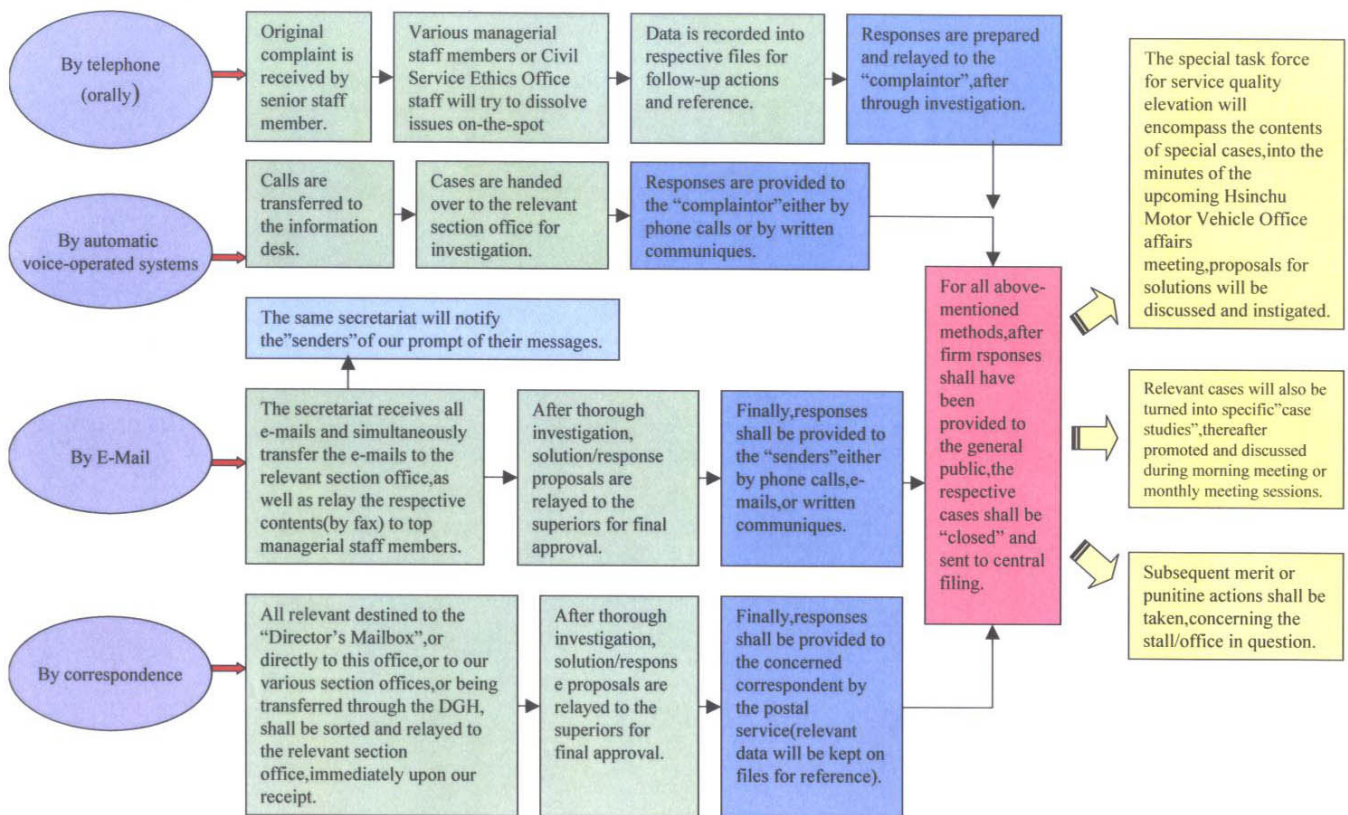 By telephone
(orally)
Original
complaint is
received by
senior staff
member.
Various managerial
staff members or Civil
Service Ethics Office
staff will try to dissolve
issues on-the-spot
Data is recorded into
respective files for
follow-up actions
and reference.
Responses are prepared
and relayed to the
“complaintor”,after
through investigation.
By automatic
voice-operated systems
Calls are
transferred to
the information
desk.
Cases are handed
over to the relevant
section office for
investigation.
Responses are provided to
the “complaintor”either by
phone calls or by written
communiques.
The same secretariat will notify
the”senders”of our prompt of their messages.
By E-Mail
The secretariat receives all
e-mails and simultaneously
transfer the e-mails to the
relevant section office,as
well as relay the respective
contents(by fax) to top
managerial staff members.
After thorough
investigation,
solution/response
proposals are
relayed to the
superiors for final
approval.
Finally,responses
shall be provided to
the “senders”either
by phone calls,e-
mails,or written
communiques.
By correspondence
All relevant destined to the
“Director’s Mailbox”,or
directly to this office,or to our
various section offices,or being
transferred through the DGH,
shall be sorted and relayed to
the relevant section
office,immediately upon our
receipt.
After thorough
investigation,
solution/respons
e proposals are
relayed to the
superiors for
final approval.
Finally,responses
shall be provided to
the concerned
correspondent by
the postal
service(relevant
data will be kept on
files for reference).
For all above-
mentioned
methods,after
firm rsponses
shall have
been
provided to
the general
public,the
respective
cases shall be
“closed” and
sent to central
filing.
The special task force
for service quality
elevation will
encompass the contents
of special cases,into the
minutes of the
upcoming Hsinchu
Motor Vehicle Office
affairs
meeting,proposals for
solutions will be
discussed and instigated.
Relevant cases will also be
turned into specific”case
studies”,thereafter
promoted and discussed
during morning meeting or
monthly meeting sessions.
Subsequent merit or
punitine actions shall be
taken,concerning the
stall/office in question.